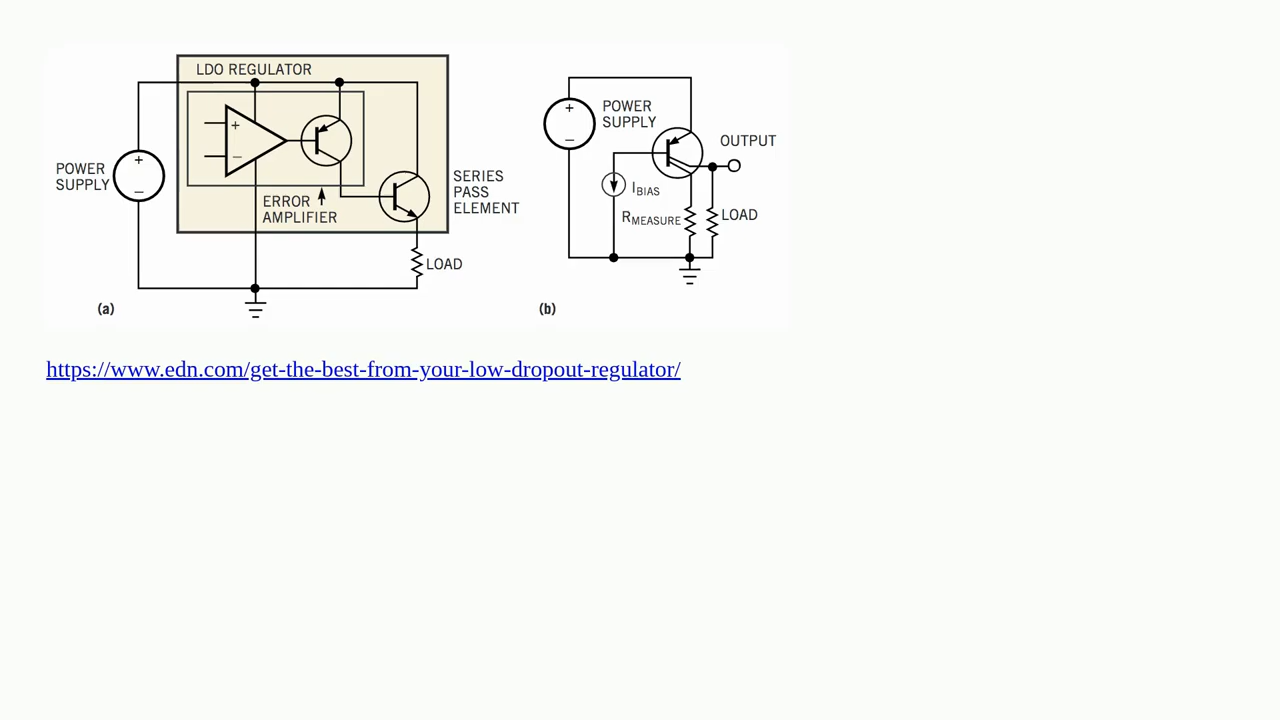 LDO REGULATOR
+
−
+
−
POWER
SUPPLY
ERROR
AMPLIFIER
SERIES
PASS
ELEMENT
LOAD
(a)
+
−
POWER
SUPPLY
OUTPUT
IBIAS
RMEASURE
LOAD
(b)
https://www.edn.com/get-the-best-from-your-low-dropout-regulator/